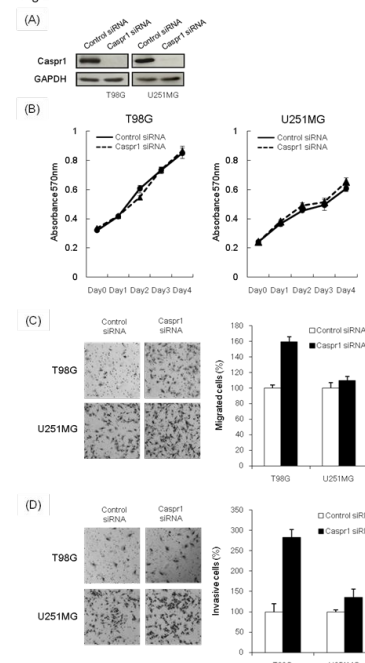 (A)
Control siRNA Caspr1 siRNA Control siRNA Caspr1 siRNA
Caspr1
GAPDH
T98G U251MG
(B)
T98G U251MG
Control siRNA
Caspr1 siRNA
Control siRNA
Caspr1 siRNA
Absorbance 570nm
1
0.8
0.6
0.4
0.2
0
Day0 Day1 Day2 Day3 Day4
Absorbance 570nm
1
0.8
0.6
0.4
0.2
0
Day0 Day1 Day2 Day3 Day4
(C)
Control siRNA
Caspr1 siRNA
T98G
U251MG
Migrated cells (%)
180
160
140
120
100
80
60
40
20
0
Control siRNA
Caspr1 siRNA
T98G U251MG
(D)
Control siRNA
Caspr1 siRNA
T98G
U251MG
Invasive cells (%)
350
300
250
200
150
100
50
0
Control siR
Caspr1 siR